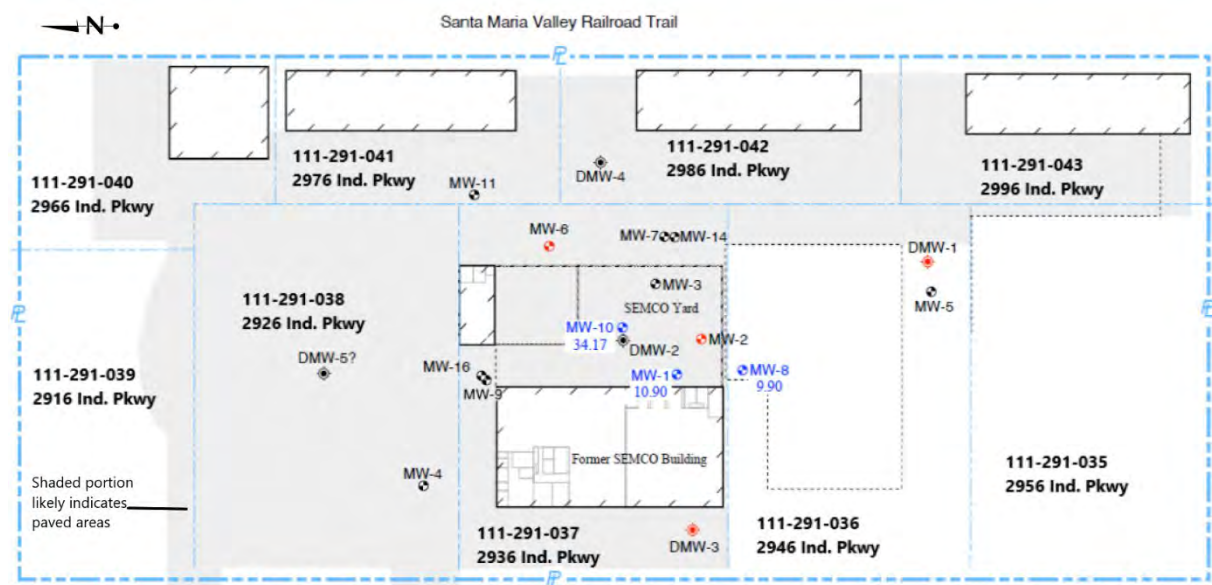 N
Santa Maria Valley Railroad Trail
PL
111-291-040
2966 Ind. Pkwy
111-291-041
2976 Ind. Pkwy
MW-11
DMW-4
111-291-042
2986 Ind. Pkwy
111-291-043
2996 Ind. Pkwy
MW-6
MW-7
MW-14
DMW-1
MW-5
MW-3
SEMCO Yard
PL
PL
111-291-038
2926 Ind. Pkwy
DMW-5?
MW-10
34.17
DMW-2
MW-2
MW-16
MW-9
MW-1
10.90
MW-8
9.90
111-291-039
2916 Ind. Pkwy
MW-4
Former SEMCO Building
111-291-035
2956 Ind. Pkwy
Shaded portion
likely indicates
paved areas
111-291-037
2936 Ind. Pkwy
DMW-3
111-291-036
2946 Ind. Pkwy
PL